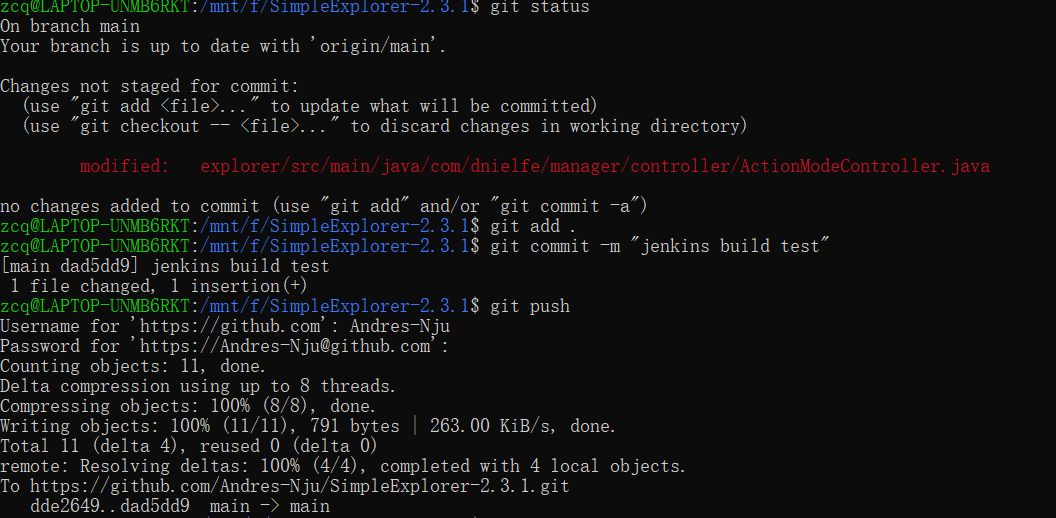 zcq@LAPTOP-UNMB6RKT:/mnt/f/SimpleExplorer-2.3.1$ git status
On branch main
Your branch is up to date with 'origin/main'.
Changes not staged for commit:
  (use "git add <file>..." to update what will be committed)
  (use "git checkout -- <file>..." to discard changes in working directory)
        modified:   explorer/src/main/java/com/dnielfe/manager/controller/ActionModeController.java
no changes added to commit (use "git add" and/or "git commit -a")
zcq@LAPTOP-UNMB6RKT:/mnt/f/SimpleExplorer-2.3.1$ git add .
zcq@LAPTOP-UNMB6RKT:/mnt/f/SimpleExplorer-2.3.1$ git commit -m "jenkins build test"
[main dad5dd9] jenkins build test
 1 file changed, 1 insertion(+)
zcq@LAPTOP-UNMB6RKT:/mnt/f/SimpleExplorer-2.3.1$ git push
Username for 'https://github.com': Andres-Nju
Password for 'https://Andres-Nju@github.com':
Counting objects: 11, done.
Delta compression using up to 8 threads.
Compressing objects: 100% (8/8), done.
Writing objects: 100% (11/11), 791 bytes | 263.00 KiB/s, done.
Total 11 (delta 4), reused 0 (delta 0)
remote: Resolving deltas: 100% (4/4), completed with 4 local objects.
To https://github.com/Andres-Nju/SimpleExplorer-2.3.1.git
   dde2649..dad5dd9  main -> main